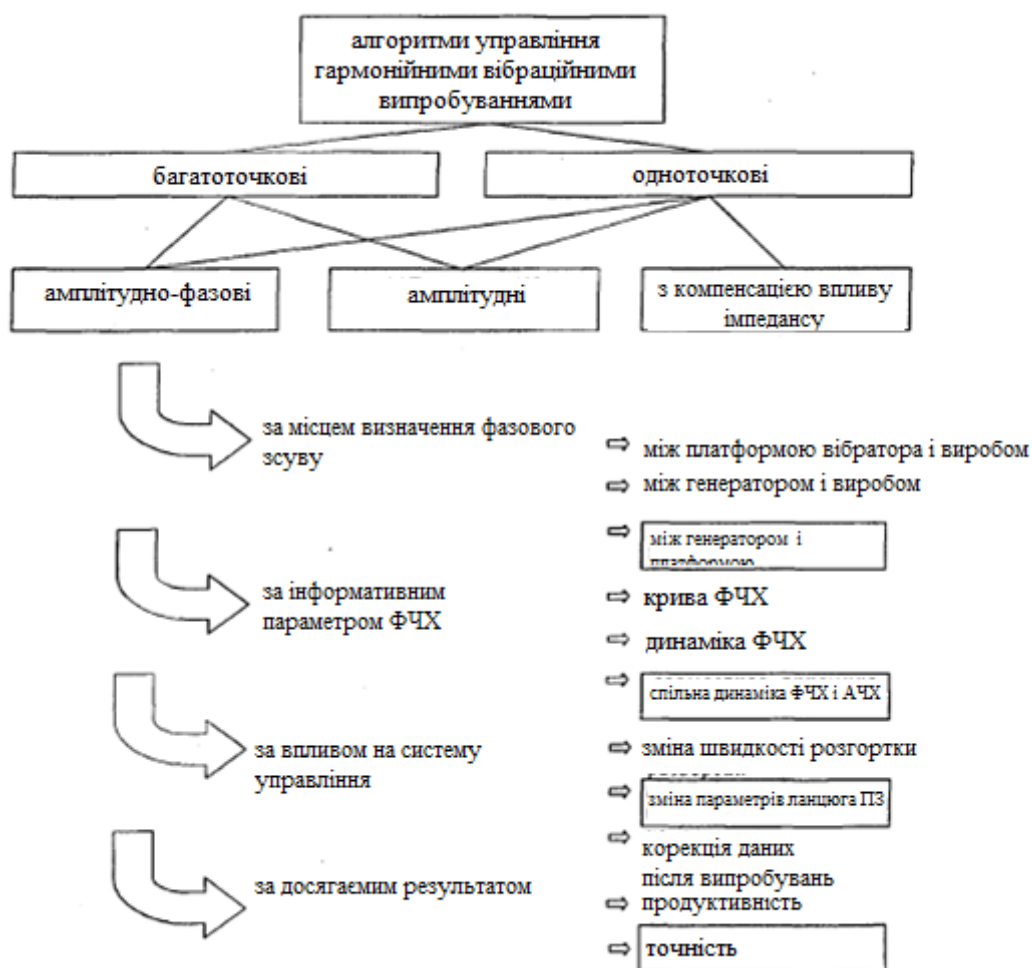 алгоритми управління
гармонійними вібраційними
випробуваннями
багатоточкові
одноточкові
амплітудно-фазові
амплітудні
з компенсацією впливу
імпедансу
за місцем визначення фазового
зсуву
між платформою вібратора і виробом
між генератором і виробом
між генератором і
платформою
за інформативним
параметром ФЧХ
крива ФЧХ
динаміка ФЧХ
спільна динаміка ФЧХ і АЧХ
за впливом на систему
управління
зміна швидкості розгортки
зміна параметрів ланцюга ПЗ
корекція даних
після випробувань
за досягаемим результатом
продуктивність
точність